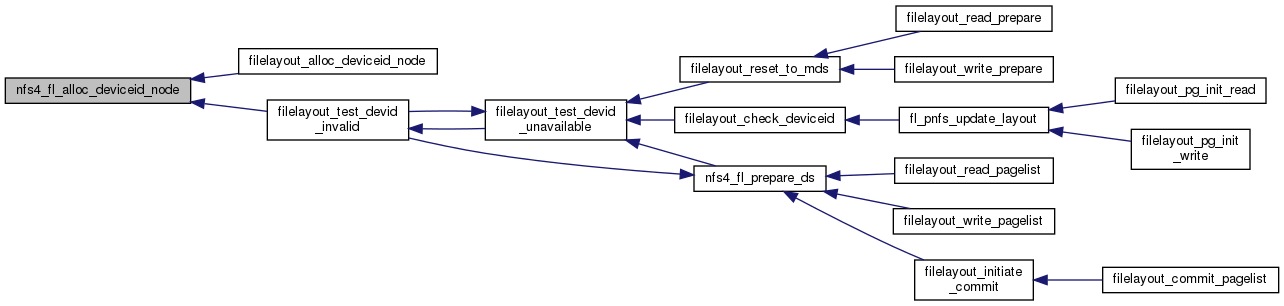 nfs4_fl_alloc_deviceid_node
filelayout_alloc_deviceid_node
filelayout_test_devid
_invalid
filelayout_test_devid
_unavailable
filelayout_reset_to_mds
filelayout_read_prepare
filelayout_write_prepare
filelayout_check_deviceid
fl_pnfs_update_layout
filelayout_pg_init_read
filelayout_pg_init
_write
nfs4_fl_prepare_ds
filelayout_read_pagelist
filelayout_write_pagelist
filelayout_initiate
_commit
filelayout_commit_pagelist